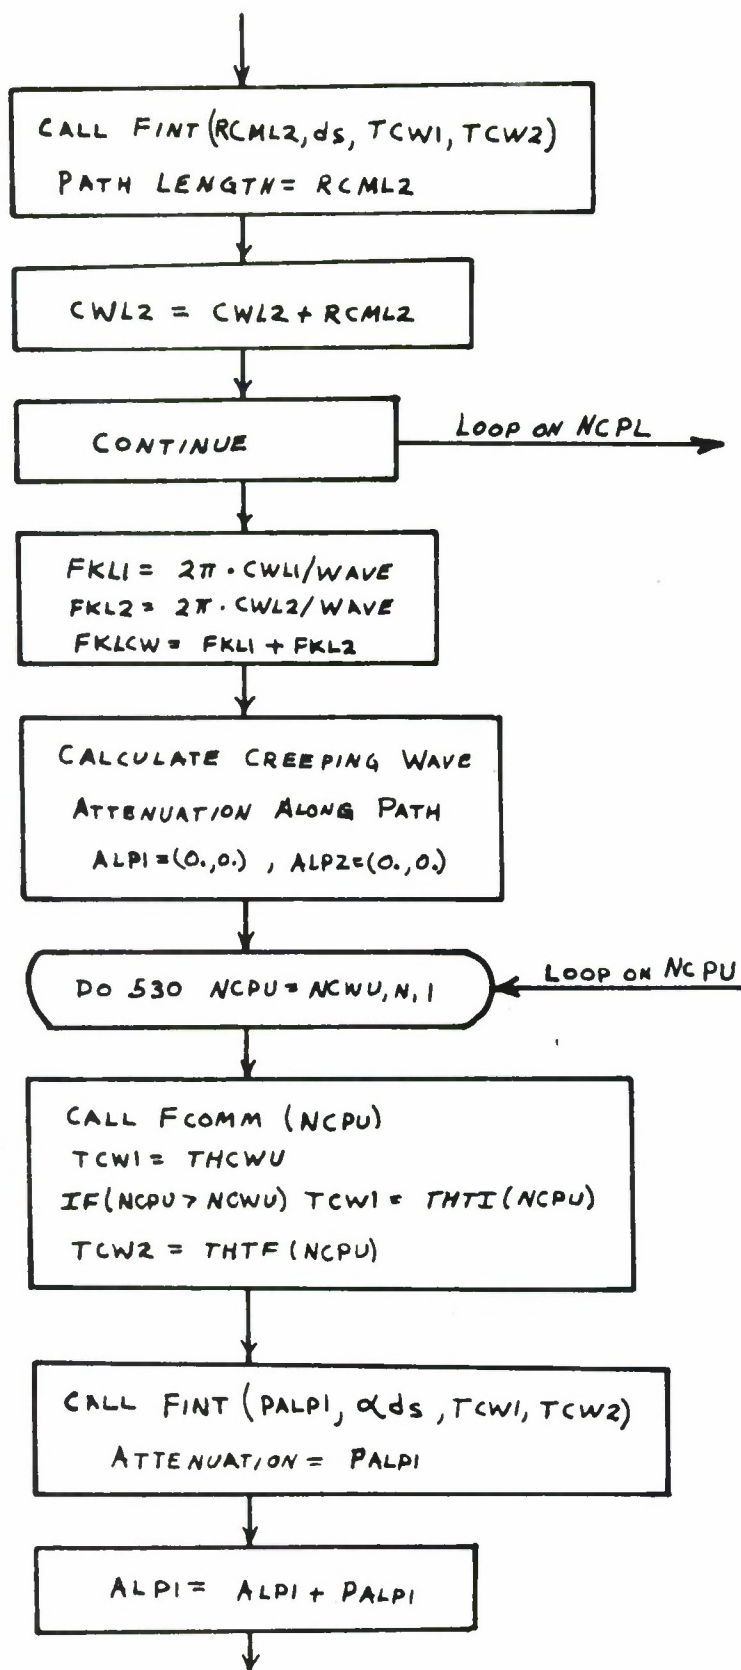 CALL FINT (RCML2, ds, TCW1, TCW2)
PATH LENGTH = RCML2
CWL2 = CWL2 + RCML2
CONTINUE
LOOP ON NCPL
FKL1 = 2π · CWL1/WAVE
FKL2 = 2π · CWL2/WAVE
FKLCW = FKL1 + FKL2
CALCULATE CREEPING WAVE
ATTENUATION ALONG PATH
ALP1 = (0., 0.) , ALP2 = (0., 0.)
DO 530 NCPU = NCWU, N, 1
LOOP ON NCPU
CALL FCOMM (NCPU)
TCW1 = THCWU
IF (NCPU > NCWU) TCW1 = THTI (NCPU)
TCW2 = THTF (NCPU)
CALL FINT (PALP1, αds, TCW1, TCW2)
ATTENUATION = PALP1
ALP1 = ALP1 + PALP1